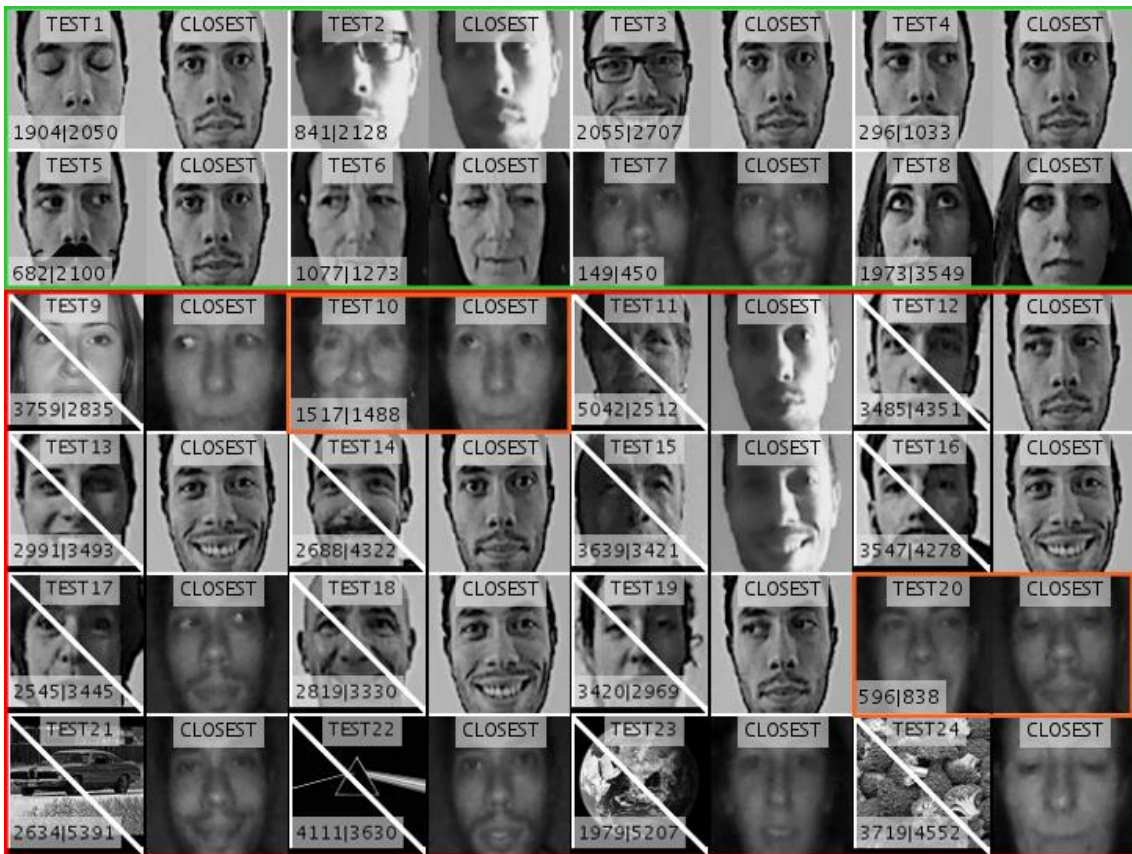 TEST1 CLOSEST TEST2 CLOSEST TEST3 CLOSEST TEST4 CLOSEST
1904|2050 841|2128 2055|2707 296|1033
TEST5 CLOSEST TEST6 CLOSEST TEST7 CLOSEST TEST8 CLOSEST
682|2100 1077|1273 149|450 1973|3549
TEST9 CLOSEST TEST10 CLOSEST TEST11 CLOSEST TEST12 CLOSEST
3759|2835 1517|1488 5042|2512 3485|4351
TEST13 CLOSEST TEST14 CLOSEST TEST15 CLOSEST TEST16 CLOSEST
2991|3493 2688|4322 3639|3421 3547|4278
TEST17 CLOSEST TEST18 CLOSEST TEST19 CLOSEST TEST20 CLOSEST
2545|3445 2819|3330 3420|2969 596|838
TEST21 CLOSEST TEST22 CLOSEST TEST23 CLOSEST TEST24 CLOSEST
2634|5391 4111|3630 1979|5207 3719|4552